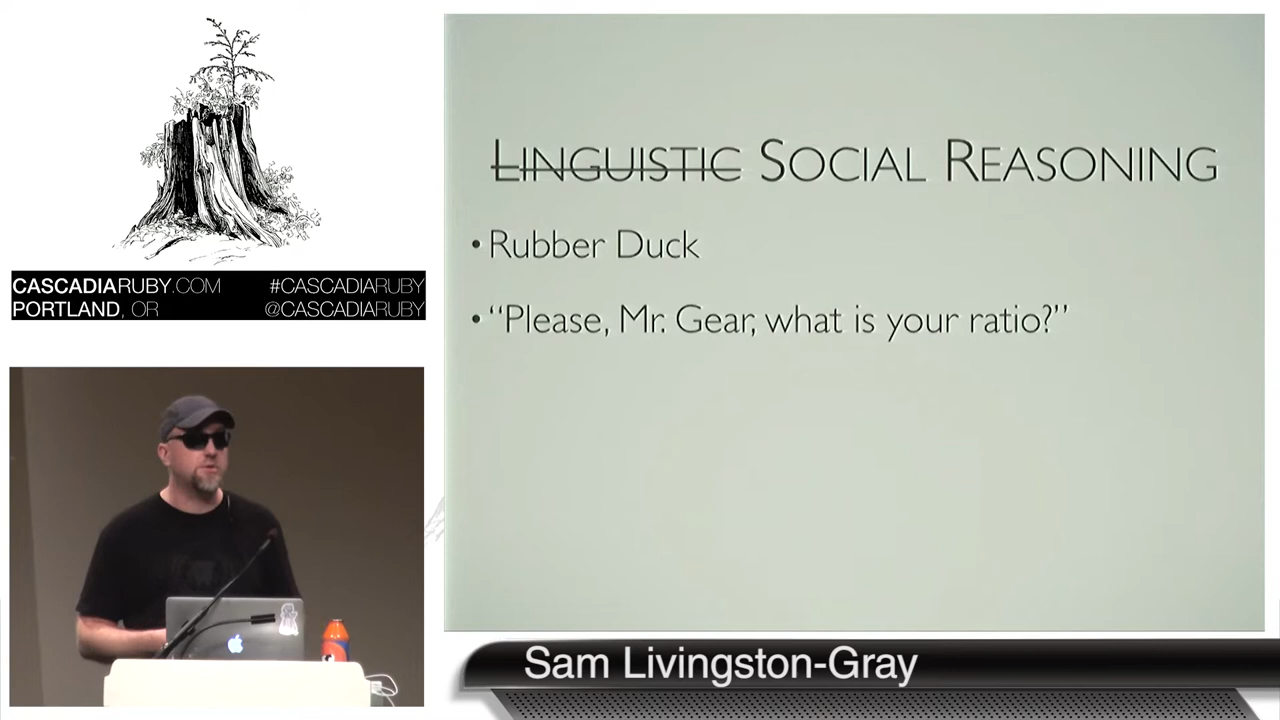 CASCADIARUBY.COM #CASCADIARUBY
PORTLAND, OR @CASCADIARUBY
LINGUISTIC SOCIAL REASONING
• Rubber Duck
• “Please, Mr. Gear, what is your ratio?”
Sam Livingston-Gray